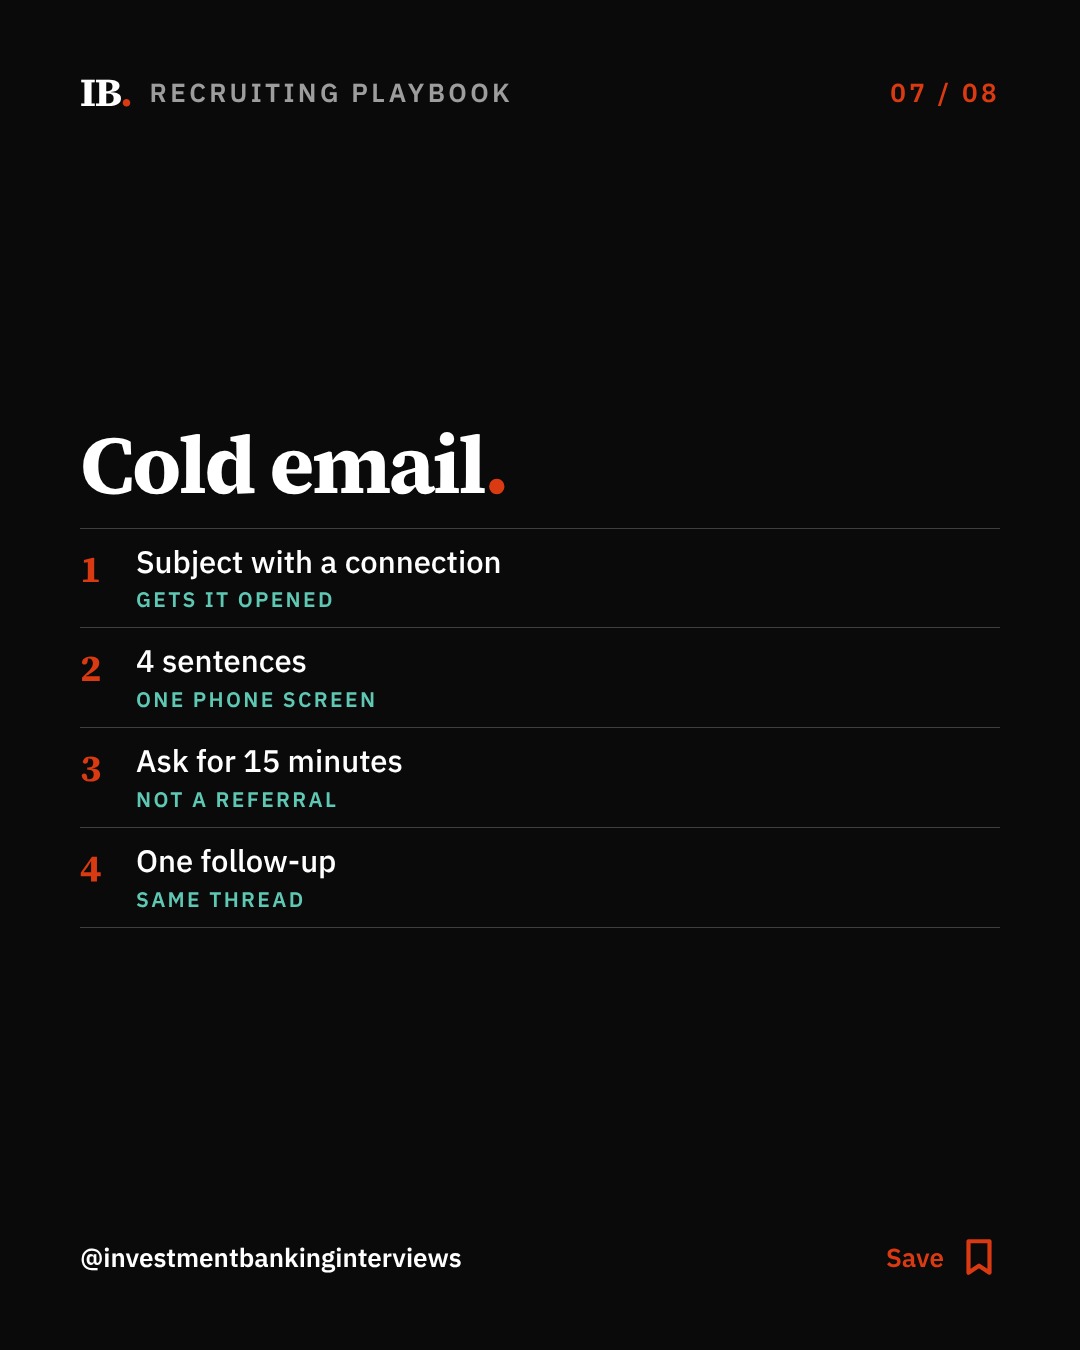 IB. RECRUITING PLAYBOOK 07 / 08
Cold email.
1 Subject with a connection
GETS IT OPENED
2 4 sentences
ONE PHONE SCREEN
3 Ask for 15 minutes
NOT A REFERRAL
4 One follow-up
SAME THREAD
@investmentbankinginterviews Save